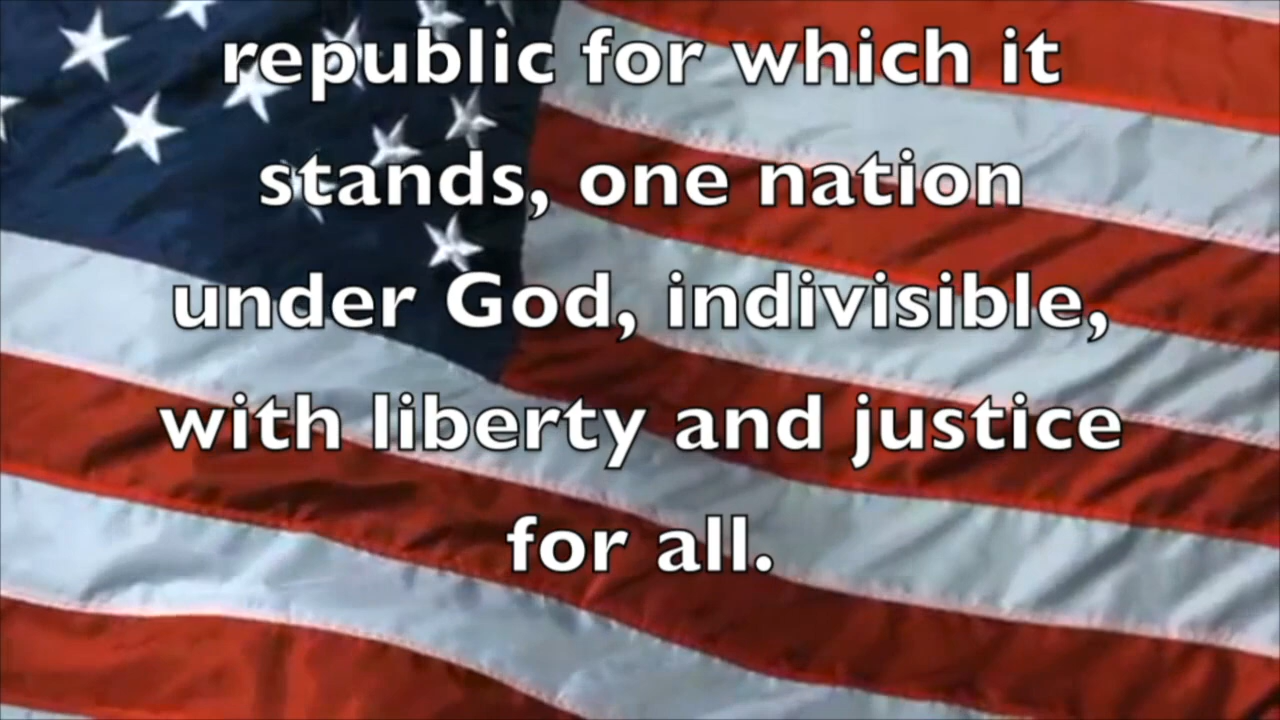 republic for which it
stands, one nation
under God, indivisible,
with liberty and justice
for all.